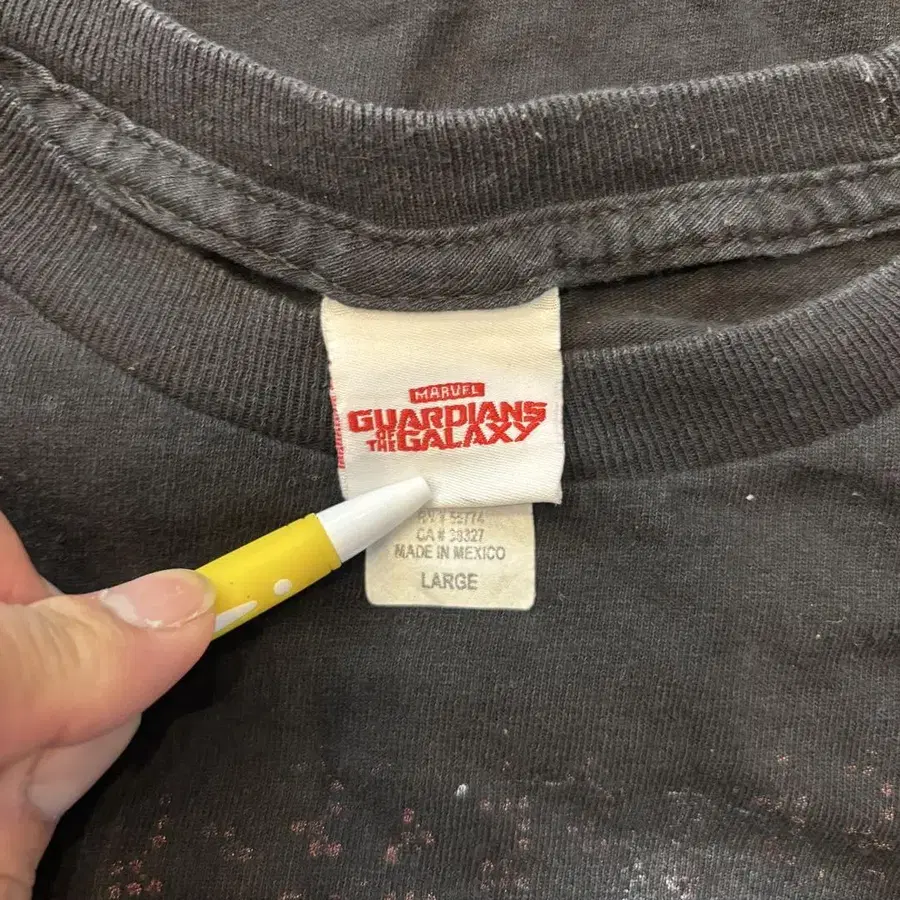 MARVEL
GUARDIANS
OF THE GALAXY
CA # 38327
MADE IN MEXICO
LARGE